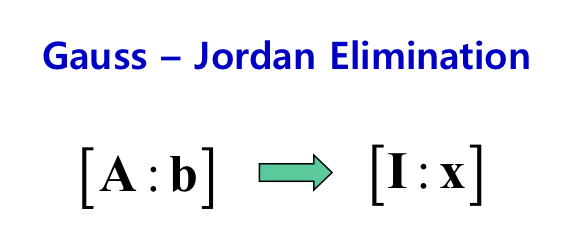 Gauss – Jordan Elimination
[A : b] [I : x]